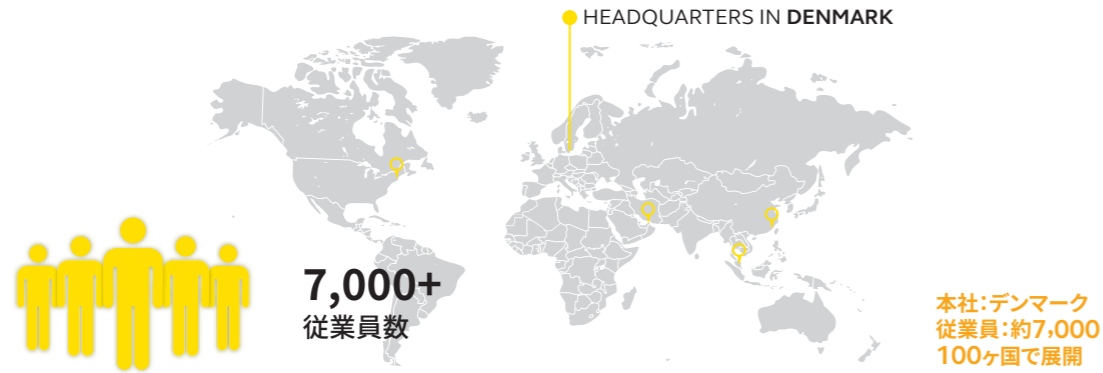 HEADQUARTERS IN DENMARK
7,000+
従業員数
本社：デンマーク
従業員：約7,000
100ヶ国で展開